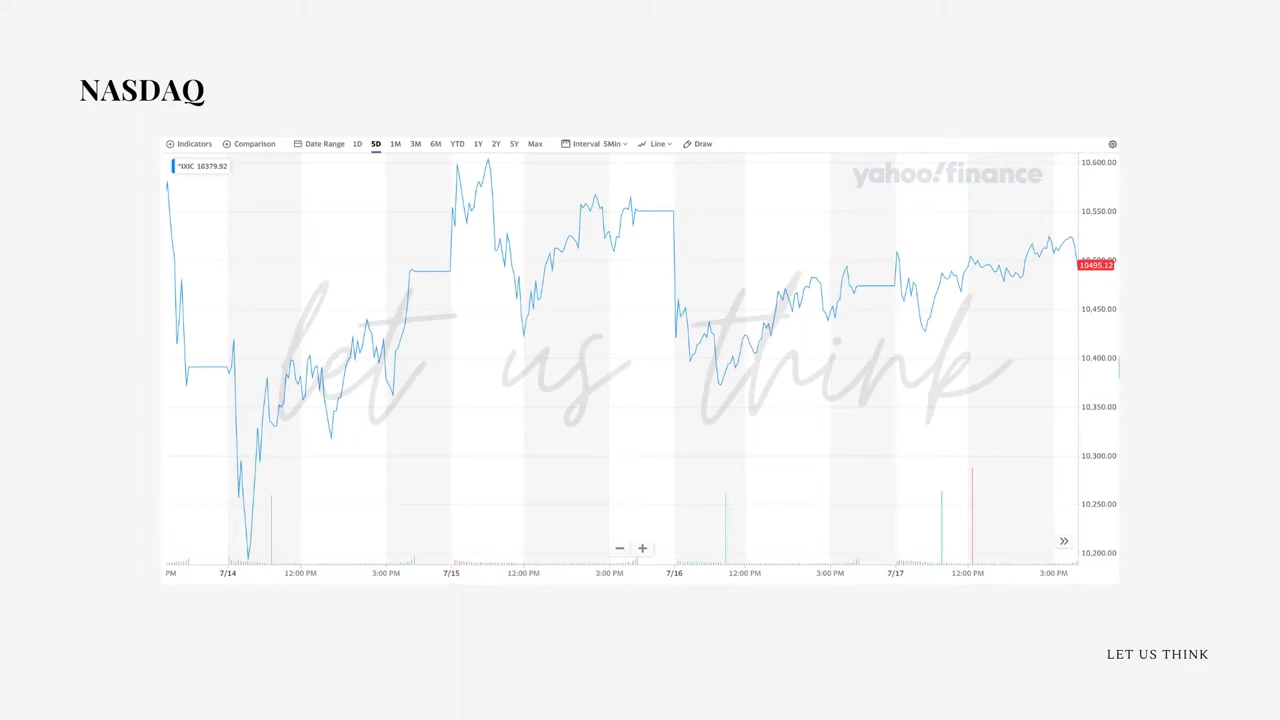 NASDAQ
Indicators Comparison Date Range 1D 5D 1M 3M 6M YTD 1Y 2Y 5Y Max Interval 5Min Line Draw
^IXIC 10379.92
yahoo!finance
10,600.00
10,550.00
10,500.00
10495.12
10,450.00
10,400.00
10,350.00
10,300.00
10,250.00
10,200.00
let us think
PM 7/14 12:00 PM 3:00 PM 7/15 12:00 PM 3:00 PM 7/16 12:00 PM 3:00 PM 7/17 12:00 PM 3:00 PM
LET US THINK